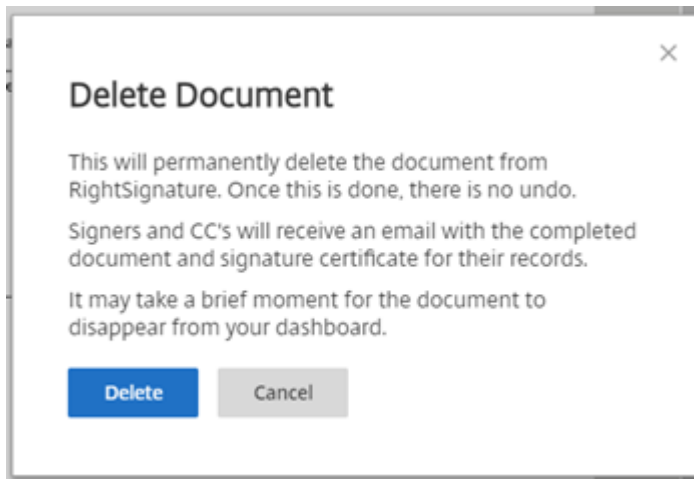 Delete Document
This will permanently delete the document from
RightSignature. Once this is done, there is no undo.
Signers and CC's will receive an email with the completed
document and signature certificate for their records.
It may take a brief moment for the document to
disappear from your dashboard.
Delete
Cancel